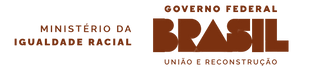 MINISTÉRIO DA
IGUALDADE RACIAL
GOVERNO FEDERAL
BRASIL
UNIÃO E RECONSTRUÇÃO